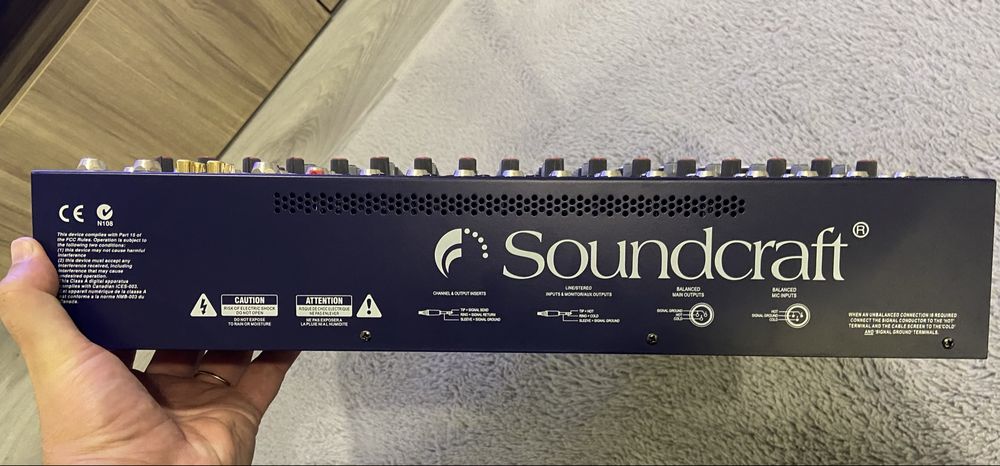 CE
N108
This device complies with Part 15 of
the FCC Rules. Operation is subject to
the following two conditions:
(1) this device may not cause harmful
interference
(2) this device must accept any
interference received, including
interference that may cause
undesired operation.
This Class A digital apparatus
complies with Canadian ICES-003.
Cet appareil numérique de la classe A
est conforme a la norme NMB-003 du
Canada.
CAUTION
RISK OF ELECTRIC SHOCK
DO NOT OPEN
DO NOT EXPOSE
TO RAIN OR MOISTURE
ATTENTION
RISQUE DE CHOC ELECTRIQUE
NE PAS ENLEVER
NE PAS EXPOSER A
LA PLUIE NI A L'HUMIDITE
Soundcraft®
CHANNEL & OUTPUT INSERTS
TIP = SIGNAL SEND
RING = SIGNAL RETURN
SLEEVE = SIGNAL GROUND
LINE/STEREO
INPUTS & MONITOR/AUX OUTPUTS
TIP = HOT
RING = COLD
SLEEVE = SIGNAL GROUND
BALANCED
MAIN OUTPUTS
SIGNAL GROUND
HOT
COLD
BALANCED
MIC INPUTS
HOT
SIGNAL GROUND
COLD
WHEN AN UNBALANCED CONNECTION IS REQUIRED
CONNECT THE SIGNAL CONDUCTOR TO THE 'HOT'
TERMINAL AND THE CABLE SCREEN TO THE 'COLD'
AND 'SIGNAL GROUND' TERMINALS.